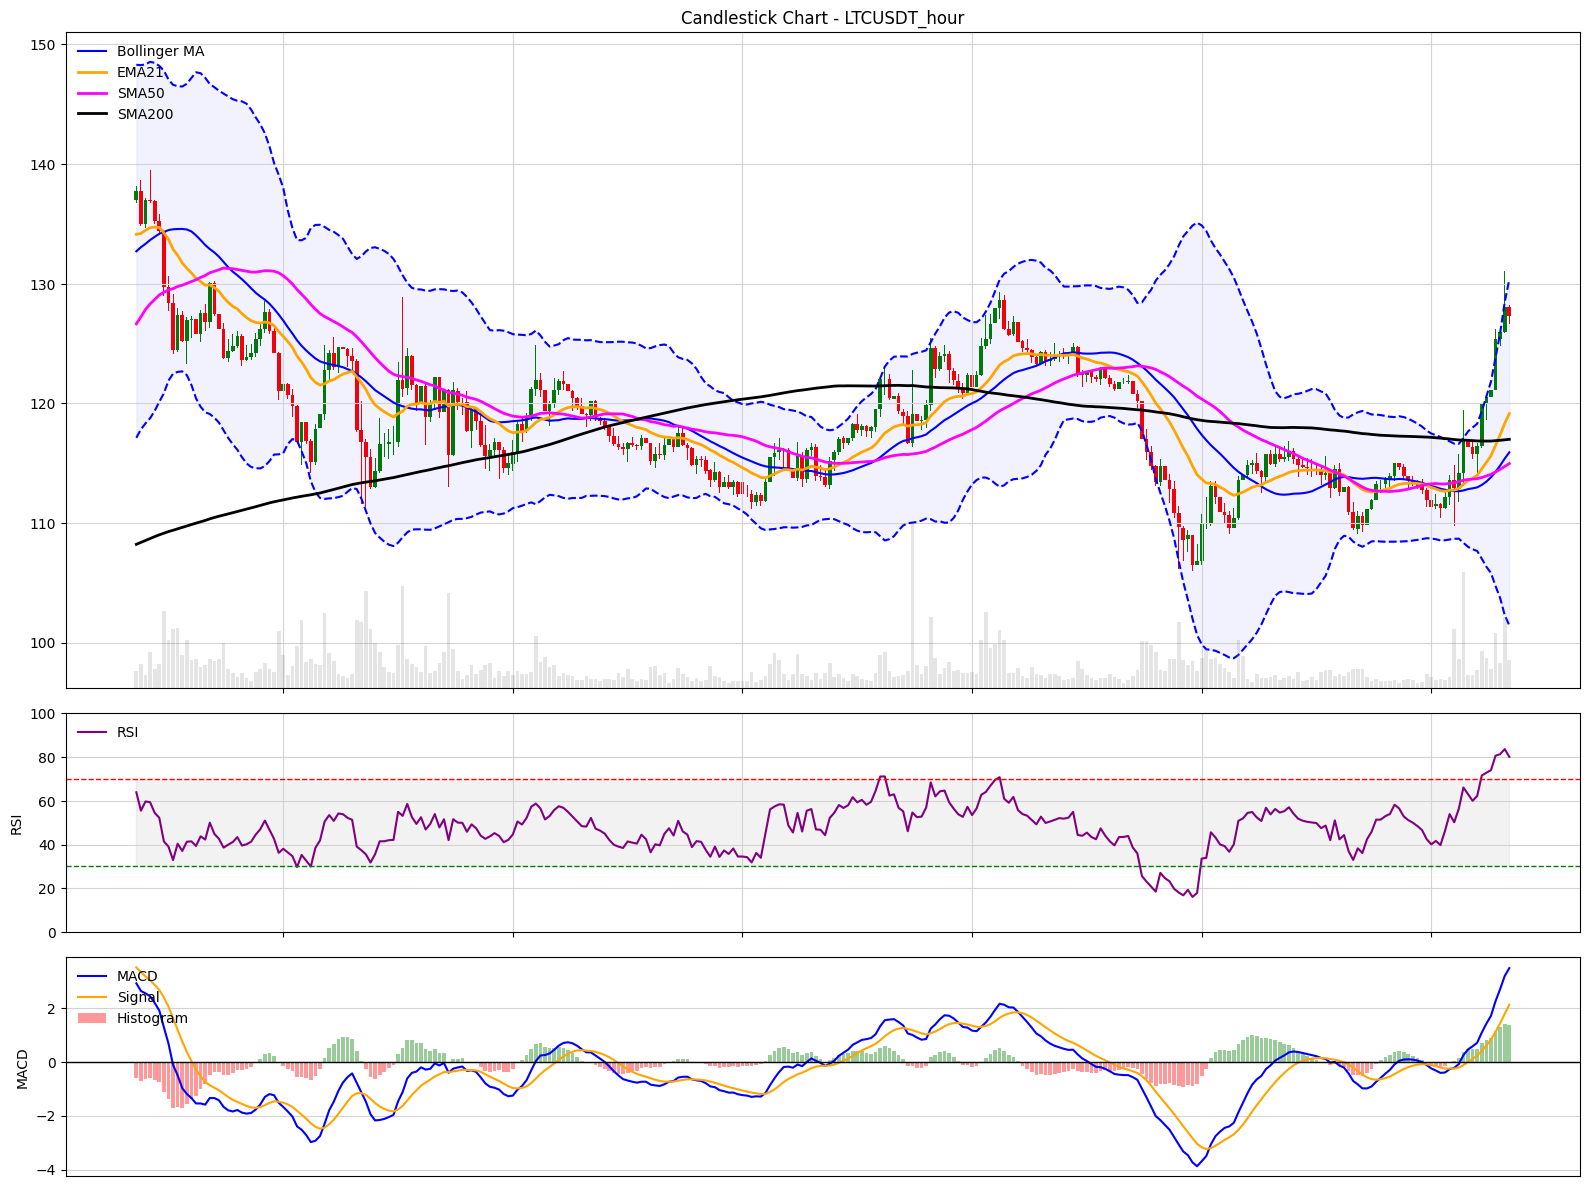 Candlestick Chart - LTCUSDT_hour
150
140
130
120
110
100
Bollinger MA
EMA21
SMA50
SMA200
100
80
60
40
20
0
RSI
RSI
2
0
−2
−4
MACD
MACD
Signal
Histogram